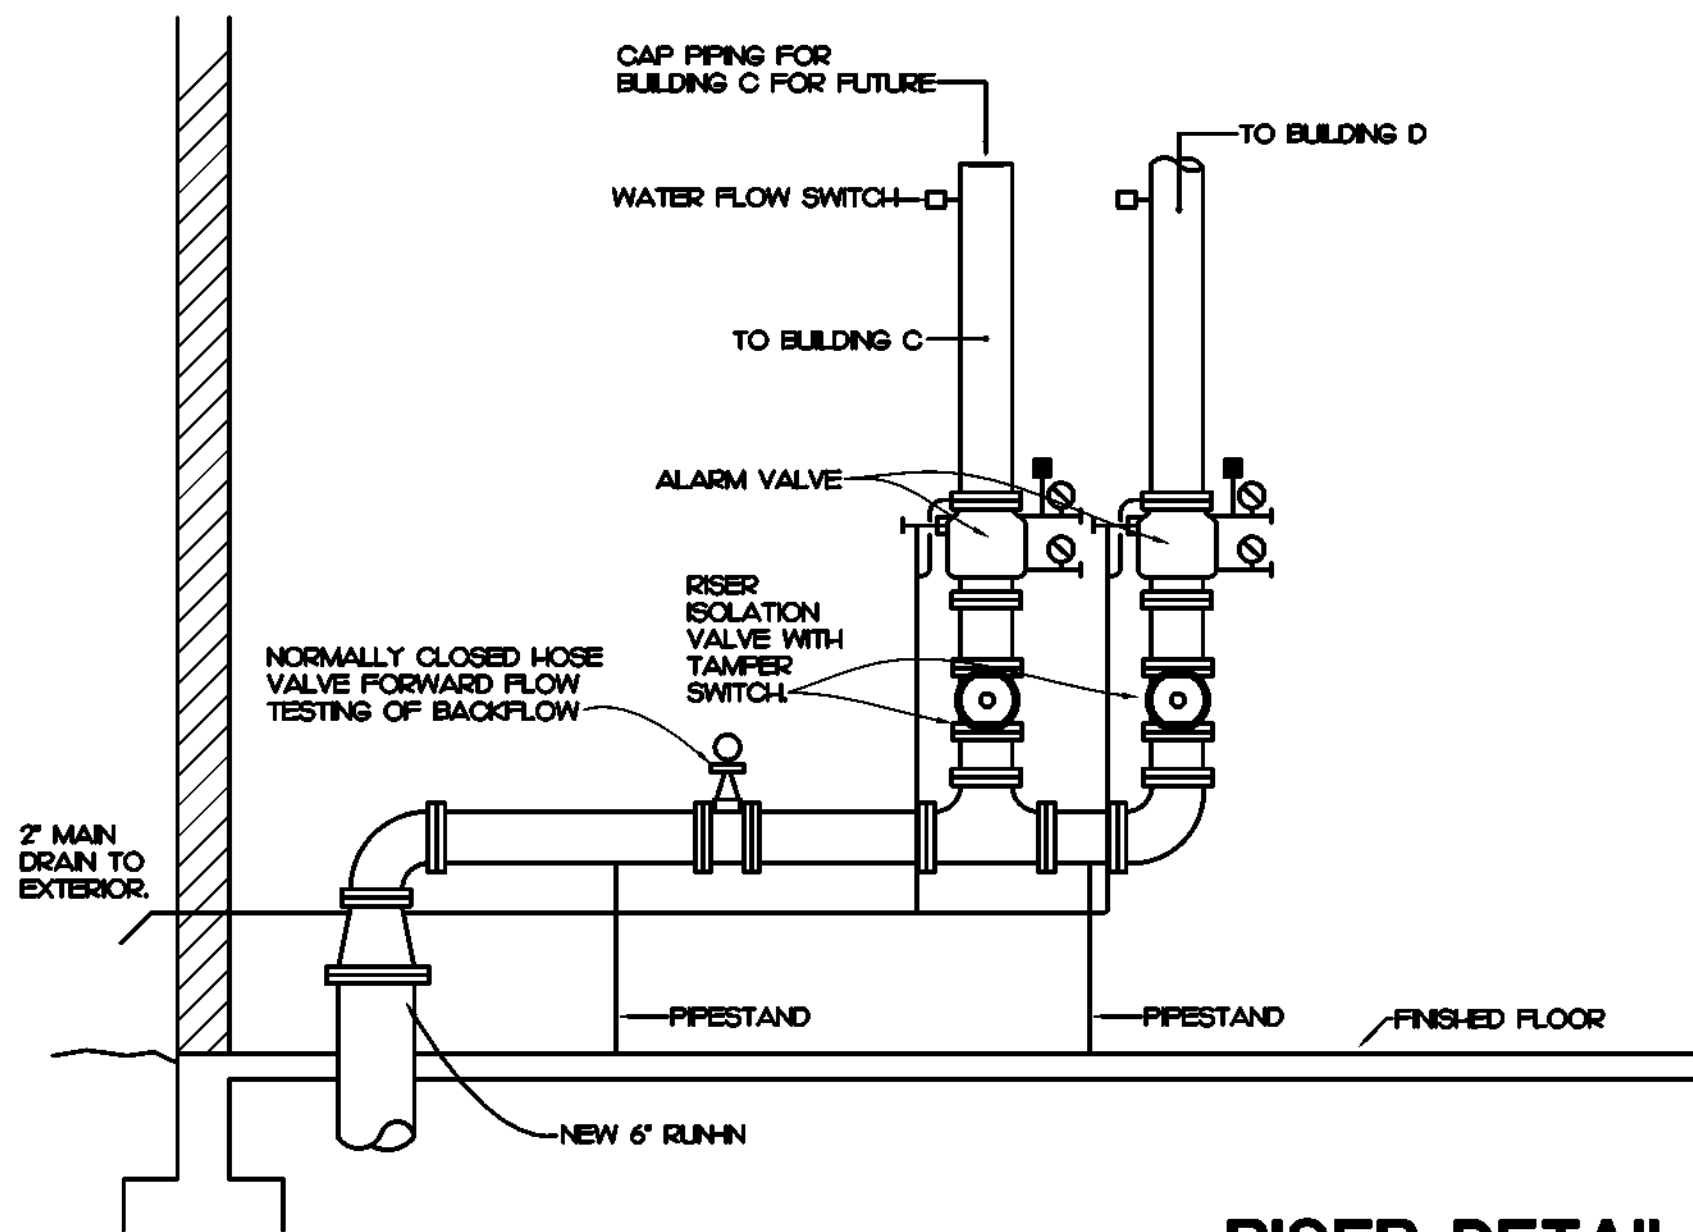 CAP PIPING FOR
BUILDING C FOR FUTURE
TO BUILDING D
WATER FLOW SWITCH
TO BUILDING C
ALARM VALVE
RISER
ISOLATION
VALVE WITH
TAMPER
SWITCH.
NORMALLY CLOSED HOSE
VALVE FORWARD FLOW
TESTING OF BACKFLOW
2" MAIN
DRAIN TO
EXTERIOR.
PIPESTAND
PIPESTAND
FINISHED FLOOR
NEW 6" RUN-IN
RISER DETAIL